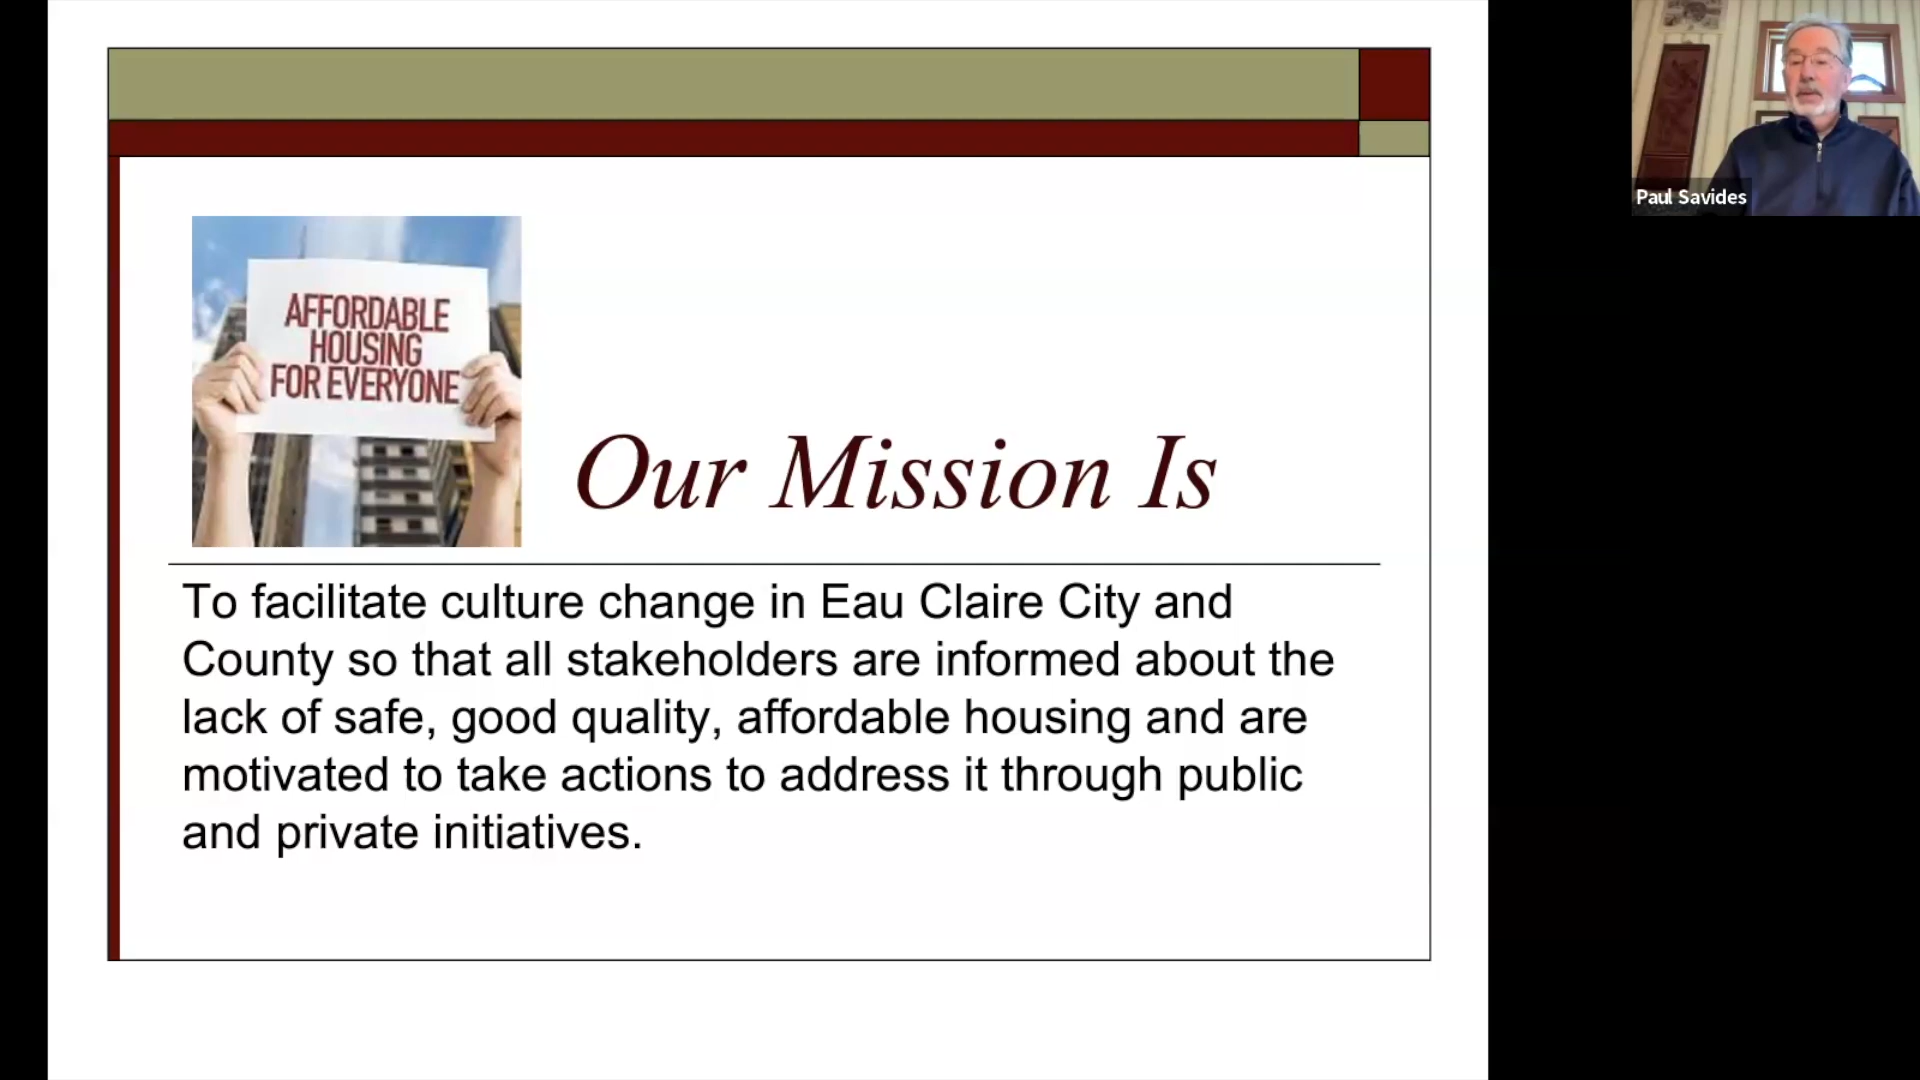 AFFORDABLE
HOUSING
FOR EVERYONE
Our Mission Is
To facilitate culture change in Eau Claire City and
County so that all stakeholders are informed about the
lack of safe, good quality, affordable housing and are
motivated to take actions to address it through public
and private initiatives.
Paul Savides